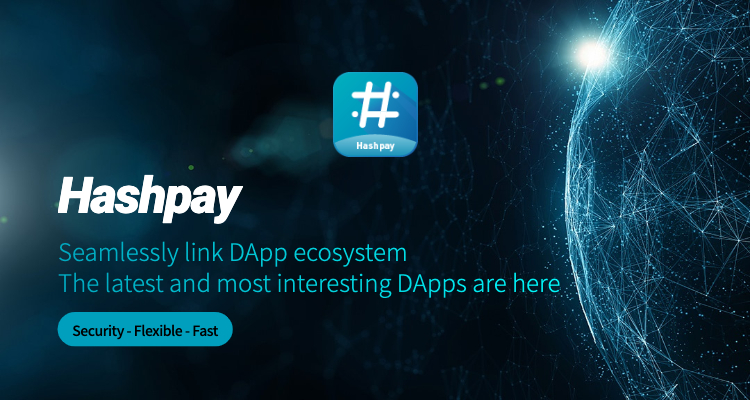 #
Hashpay
Hashpay
Seamlessly link DApp ecosystem
The latest and most interesting DApps are here
Security - Flexible - Fast